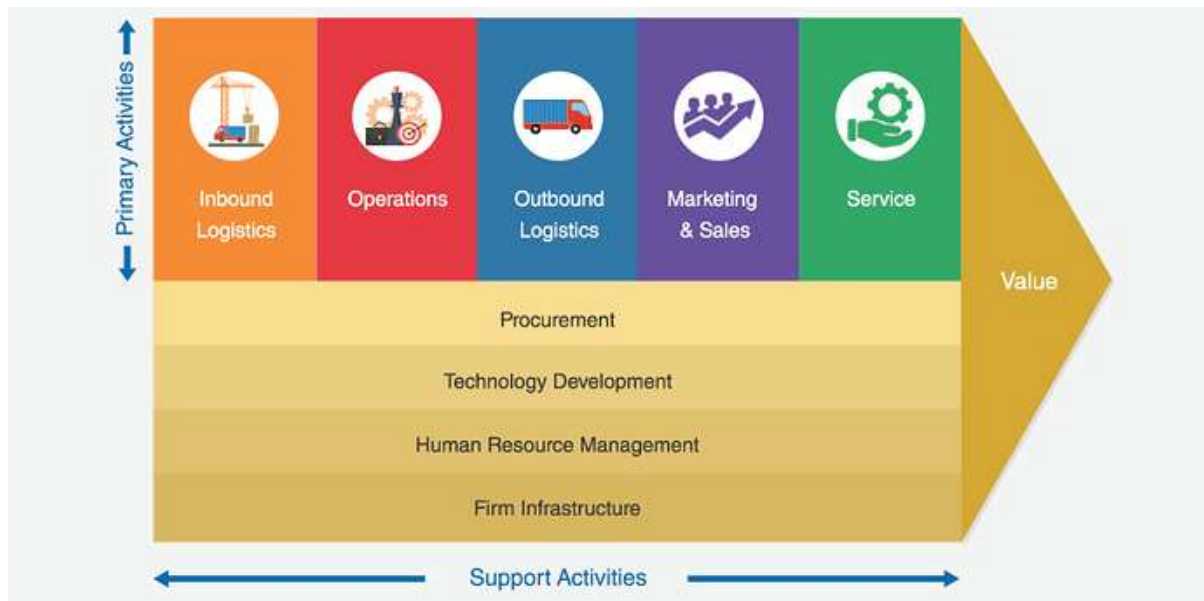 Primary Activities
Inbound
Logistics
Operations
Outbound
Logistics
Marketing
& Sales
Service
Value
Procurement
Technology Development
Human Resource Management
Firm Infrastructure
Support Activities